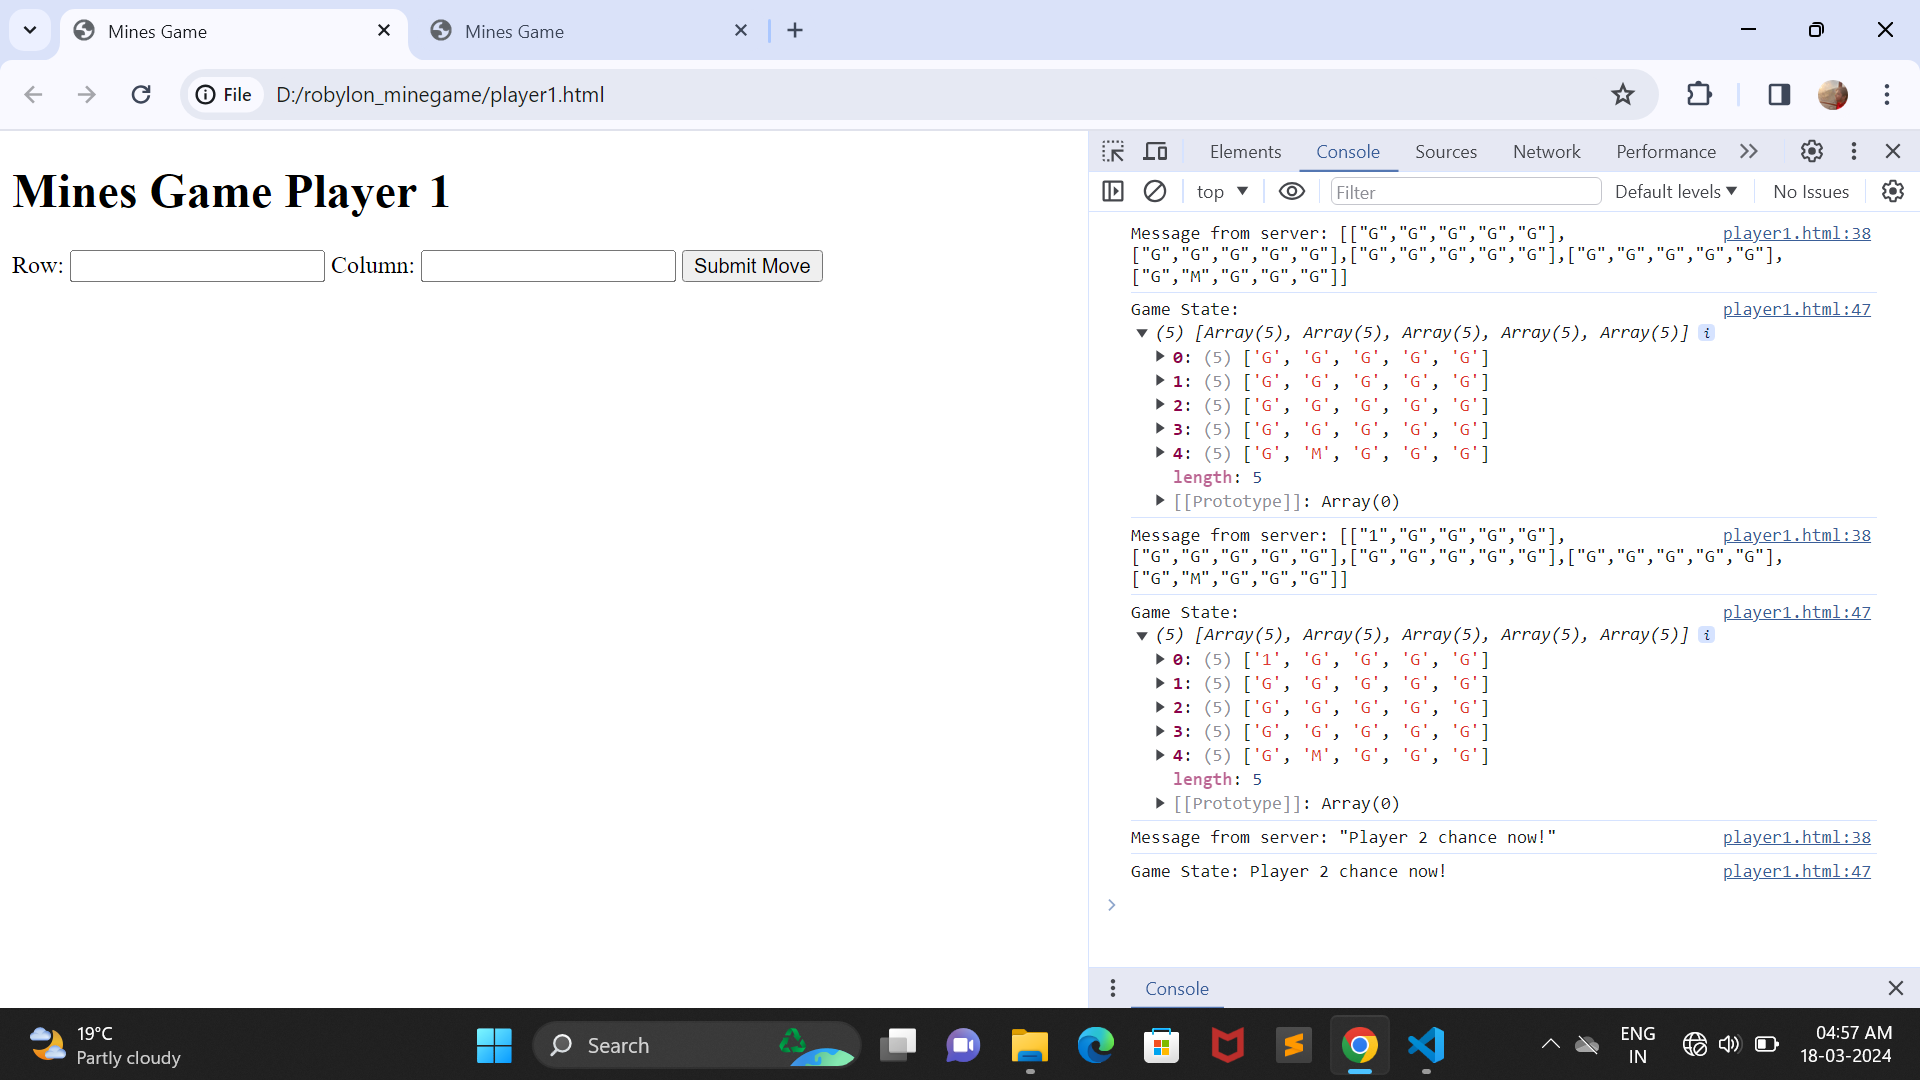 Mines Game
Mines Game
File D:/robylon_minegame/player1.html
Mines Game Player 1
Row: Column: Submit Move
Elements Console Sources Network Performance
top Filter Default levels No Issues
Message from server: [["G","G","G","G","G"], player1.html:38
["G","G","G","G","G"],["G","G","G","G","G"],["G","G","G","G","G"],
["G","M","G","G","G"]]
Game State: player1.html:47
(5) [Array(5), Array(5), Array(5), Array(5), Array(5)] i
0: (5) ['G', 'G', 'G', 'G', 'G']
1: (5) ['G', 'G', 'G', 'G', 'G']
2: (5) ['G', 'G', 'G', 'G', 'G']
3: (5) ['G', 'G', 'G', 'G', 'G']
4: (5) ['G', 'M', 'G', 'G', 'G']
length: 5
[[Prototype]]: Array(0)
Message from server: [["1","G","G","G","G"], player1.html:38
["G","G","G","G","G"],["G","G","G","G","G"],["G","G","G","G","G"],
["G","M","G","G","G"]]
Game State: player1.html:47
(5) [Array(5), Array(5), Array(5), Array(5), Array(5)] i
0: (5) ['1', 'G', 'G', 'G', 'G']
1: (5) ['G', 'G', 'G', 'G', 'G']
2: (5) ['G', 'G', 'G', 'G', 'G']
3: (5) ['G', 'G', 'G', 'G', 'G']
4: (5) ['G', 'M', 'G', 'G', 'G']
length: 5
[[Prototype]]: Array(0)
Message from server: "Player 2 chance now!" player1.html:38
Game State: Player 2 chance now! player1.html:47
Console
19°C
Partly cloudy
Search
ENG
IN
04:57 AM
18-03-2024